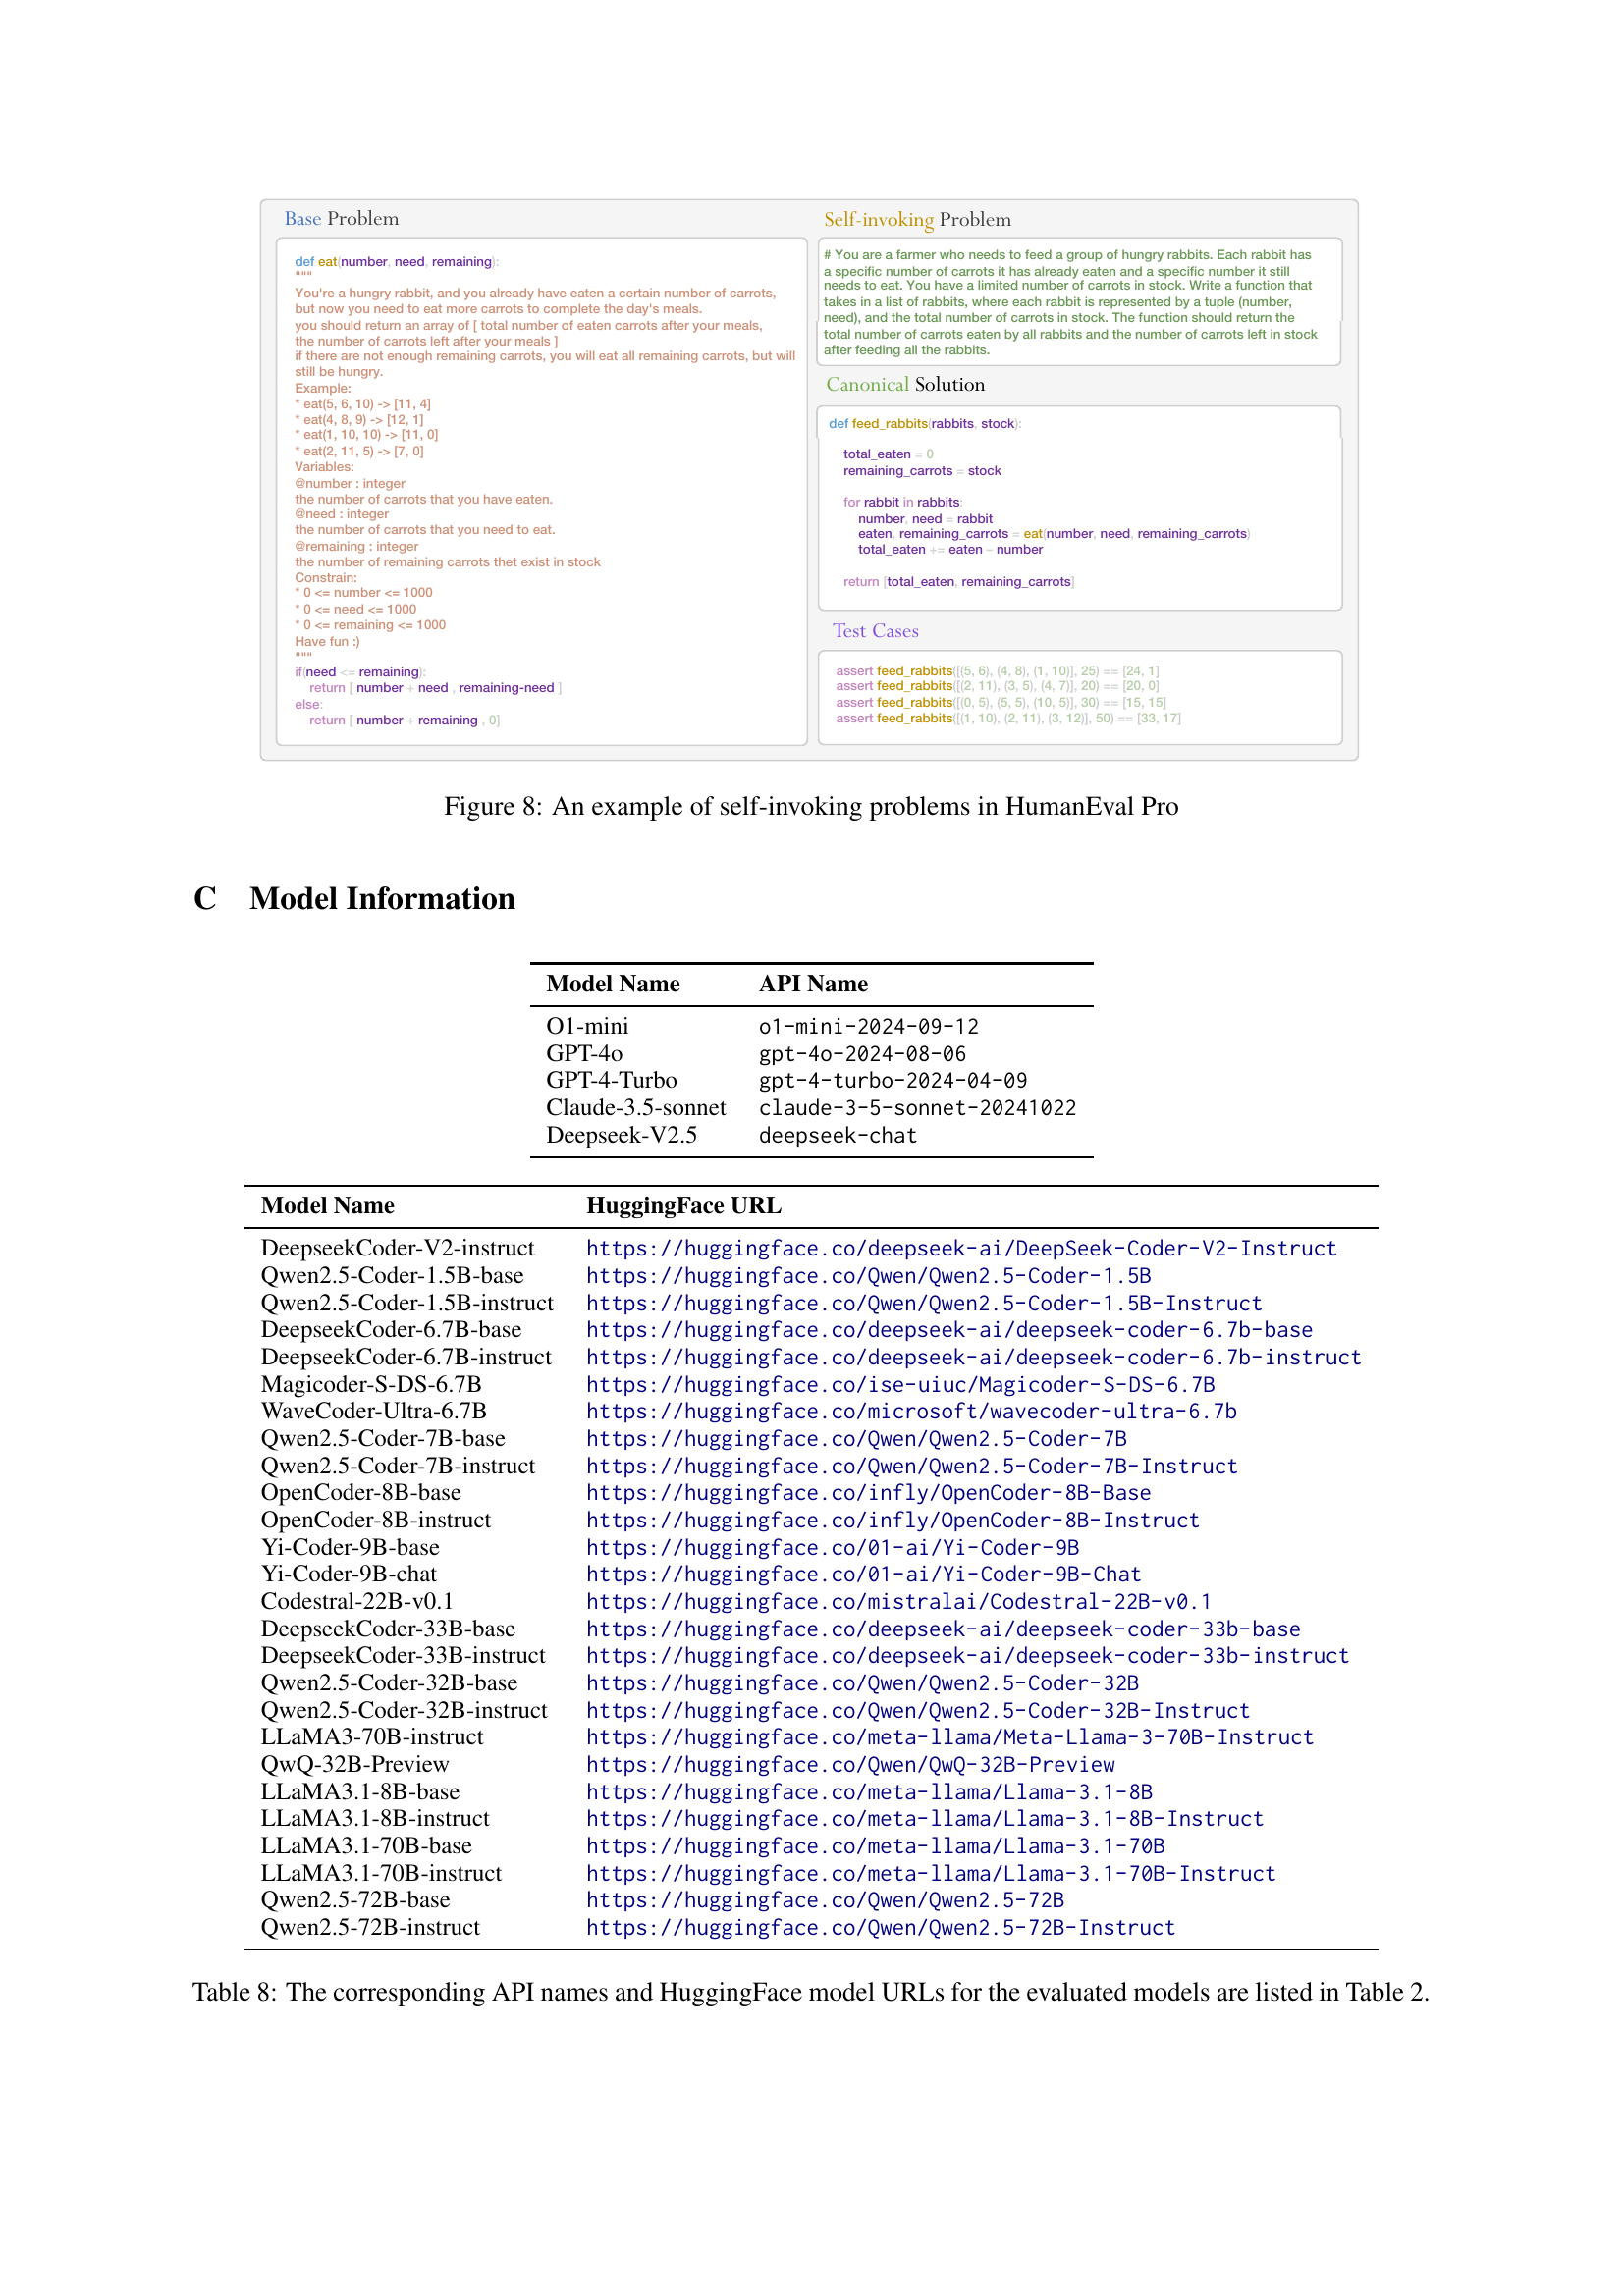 Base Problem
def eat(number, need, remaining):
"""
You're a hungry rabbit, and you already have eaten a certain number of carrots,
but now you need to eat more carrots to complete the day's meals.
you should return an array of [ total number of eaten carrots after your meals,
the number of carrots left after your meals ]
if there are not enough remaining carrots, you will eat all remaining carrots, but will
still be hungry.
Example:
* eat(5, 6, 10) -> [11, 4]
* eat(4, 8, 9) -> [12, 1]
* eat(1, 10, 10) -> [11, 0]
* eat(2, 11, 5) -> [7, 0]
Variables:
@number : integer
the number of carrots that you have eaten.
@need : integer
the number of carrots that you need to eat.
@remaining : integer
the number of remaining carrots thet exist in stock
Constrain:
* 0 <= number <= 1000
* 0 <= need <= 1000
* 0 <= remaining <= 1000
Have fun :)
"""
if(need <= remaining):
return [ number + need , remaining-need ]
else:
return [ number + remaining , 0]
Self-invoking Problem
# You are a farmer who needs to feed a group of hungry rabbits. Each rabbit has
a specific number of carrots it has already eaten and a specific number it still
needs to eat. You have a limited number of carrots in stock. Write a function that
takes in a list of rabbits, where each rabbit is represented by a tuple (number,
need), and the total number of carrots in stock. The function should return the
total number of carrots eaten by all rabbits and the number of carrots left in stock
after feeding all the rabbits.
Canonical Solution
def feed_rabbits(rabbits, stock):
total_eaten = 0
remaining_carrots = stock
for rabbit in rabbits:
number, need = rabbit
eaten, remaining_carrots = eat(number, need, remaining_carrots)
total_eaten += eaten - number
return [total_eaten, remaining_carrots]
Test Cases
assert feed_rabbits([(5, 6), (4, 8), (1, 10)], 25) == [24, 1]
assert feed_rabbits([(2, 11), (3, 5), (4, 7)], 20) == [20, 0]
assert feed_rabbits([(0, 5), (5, 5), (10, 5)], 30) == [15, 15]
assert feed_rabbits([(1, 10), (2, 11), (3, 12)], 50) == [33, 17]
Figure 8: An example of self-invoking problems in HumanEval Pro
C Model Information
Model Name API Name
O1-mini o1-mini-2024-09-12
GPT-4o gpt-4o-2024-08-06
GPT-4-Turbo gpt-4-turbo-2024-04-09
Claude-3.5-sonnet claude-3-5-sonnet-20241022
Deepseek-V2.5 deepseek-chat
Model Name HuggingFace URL
DeepseekCoder-V2-instruct https://huggingface.co/deepseek-ai/DeepSeek-Coder-V2-Instruct
Qwen2.5-Coder-1.5B-base https://huggingface.co/Qwen/Qwen2.5-Coder-1.5B
Qwen2.5-Coder-1.5B-instruct https://huggingface.co/Qwen/Qwen2.5-Coder-1.5B-Instruct
DeepseekCoder-6.7B-base https://huggingface.co/deepseek-ai/deepseek-coder-6.7b-base
DeepseekCoder-6.7B-instruct https://huggingface.co/deepseek-ai/deepseek-coder-6.7b-instruct
Magicoder-S-DS-6.7B https://huggingface.co/ise-uiuc/Magicoder-S-DS-6.7B
WaveCoder-Ultra-6.7B https://huggingface.co/microsoft/wavecoder-ultra-6.7b
Qwen2.5-Coder-7B-base https://huggingface.co/Qwen/Qwen2.5-Coder-7B
Qwen2.5-Coder-7B-instruct https://huggingface.co/Qwen/Qwen2.5-Coder-7B-Instruct
OpenCoder-8B-base https://huggingface.co/infly/OpenCoder-8B-Base
OpenCoder-8B-instruct https://huggingface.co/infly/OpenCoder-8B-Instruct
Yi-Coder-9B-base https://huggingface.co/01-ai/Yi-Coder-9B
Yi-Coder-9B-chat https://huggingface.co/01-ai/Yi-Coder-9B-Chat
Codestral-22B-v0.1 https://huggingface.co/mistralai/Codestral-22B-v0.1
DeepseekCoder-33B-base https://huggingface.co/deepseek-ai/deepseek-coder-33b-base
DeepseekCoder-33B-instruct https://huggingface.co/deepseek-ai/deepseek-coder-33b-instruct
Qwen2.5-Coder-32B-base https://huggingface.co/Qwen/Qwen2.5-Coder-32B
Qwen2.5-Coder-32B-instruct https://huggingface.co/Qwen/Qwen2.5-Coder-32B-Instruct
LLaMA3-70B-instruct https://huggingface.co/meta-llama/Meta-Llama-3-70B-Instruct
QwQ-32B-Preview https://huggingface.co/Qwen/QwQ-32B-Preview
LLaMA3.1-8B-base https://huggingface.co/meta-llama/Llama-3.1-8B
LLaMA3.1-8B-instruct https://huggingface.co/meta-llama/Llama-3.1-8B-Instruct
LLaMA3.1-70B-base https://huggingface.co/meta-llama/Llama-3.1-70B
LLaMA3.1-70B-instruct https://huggingface.co/meta-llama/Llama-3.1-70B-Instruct
Qwen2.5-72B-base https://huggingface.co/Qwen/Qwen2.5-72B
Qwen2.5-72B-instruct https://huggingface.co/Qwen/Qwen2.5-72B-Instruct
Table 8: The corresponding API names and HuggingFace model URLs for the evaluated models are listed in Table 2.